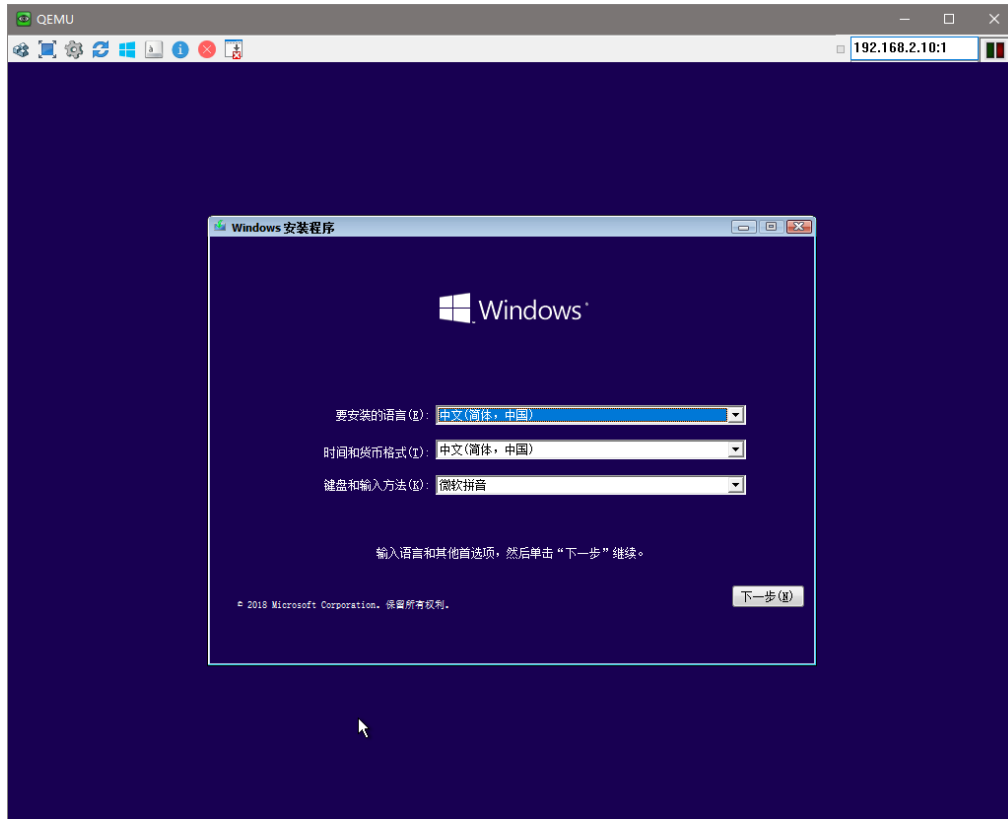 QEMU
192.168.2.10:1
Windows 安装程序
Windows
要安装的语言(E): 中文(简体，中国)
时间和货币格式(T): 中文(简体，中国)
键盘和输入方法(K): 微软拼音
输入语言和其他首选项，然后单击“下一步”继续。
下一步(N)
© 2018 Microsoft Corporation。保留所有权利。